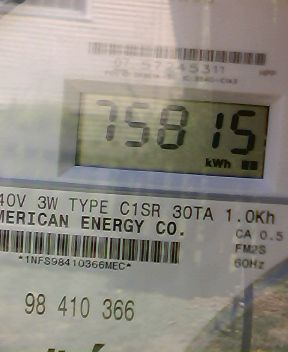 75815
kWh
40V 3W TYPE C1SR 30TA 1.0Kh
MERICAN ENERGY CO.
CA 0.5
FM2S
*1NFS98410366MEC*
60Hz
98 410 366